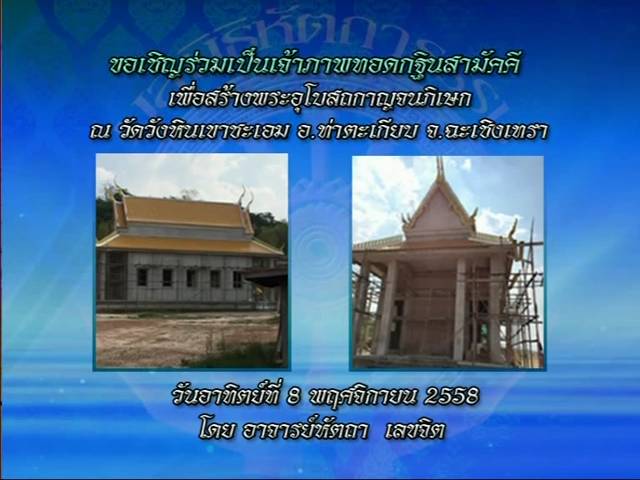 ขอเชิญร่วมเป็นเจ้าภาพทอดกฐินสามัคคี
เพื่อสร้างพระอุโบสถกาญจนภิเษก
ณ วัดวังหินเขาชะเอม อ.ท่าตะเกียบ จ.ฉะเชิงเทรา
วันอาทิตย์ที่ 8 พฤศจิกายน 2558
โดย อาจารย์หัตถา เลขจิต